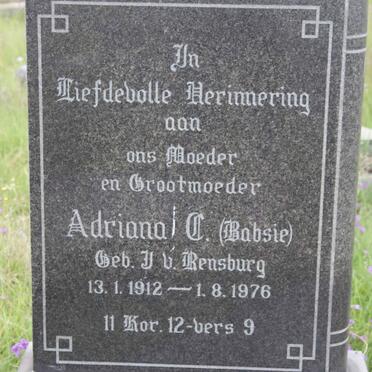 In
Liefdevolle Herinnering
aan
ons Moeder
en Grootmoeder
Adriana C. (Babsie)
Geb. J v. Rensburg
13. 1. 1912 — 1. 8. 1976
11 Kor. 12-vers 9